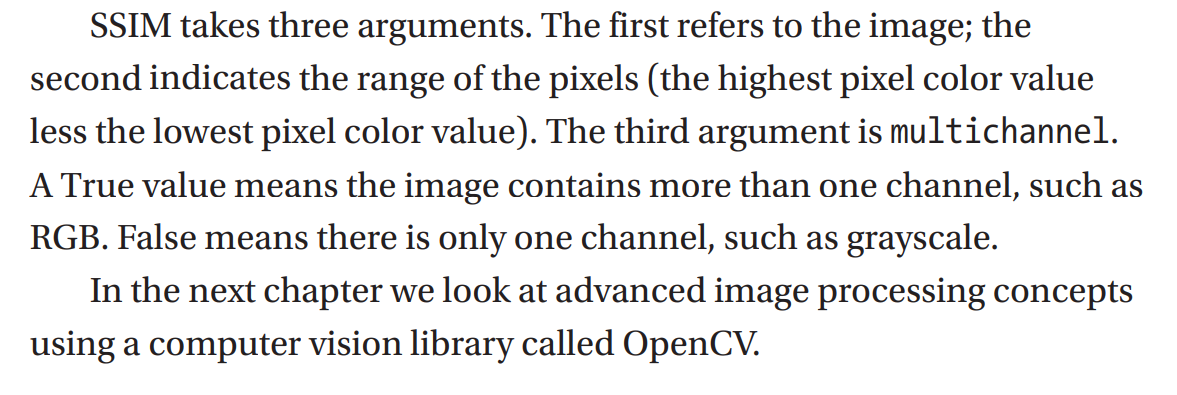 SSIM takes three arguments. The first refers to the image; the
second indicates the range of the pixels (the highest pixel color value
less the lowest pixel color value). The third argument is multichannel.
A True value means the image contains more than one channel, such as
RGB. False means there is only one channel, such as grayscale.
In the next chapter we look at advanced image processing concepts
using a computer vision library called OpenCV.